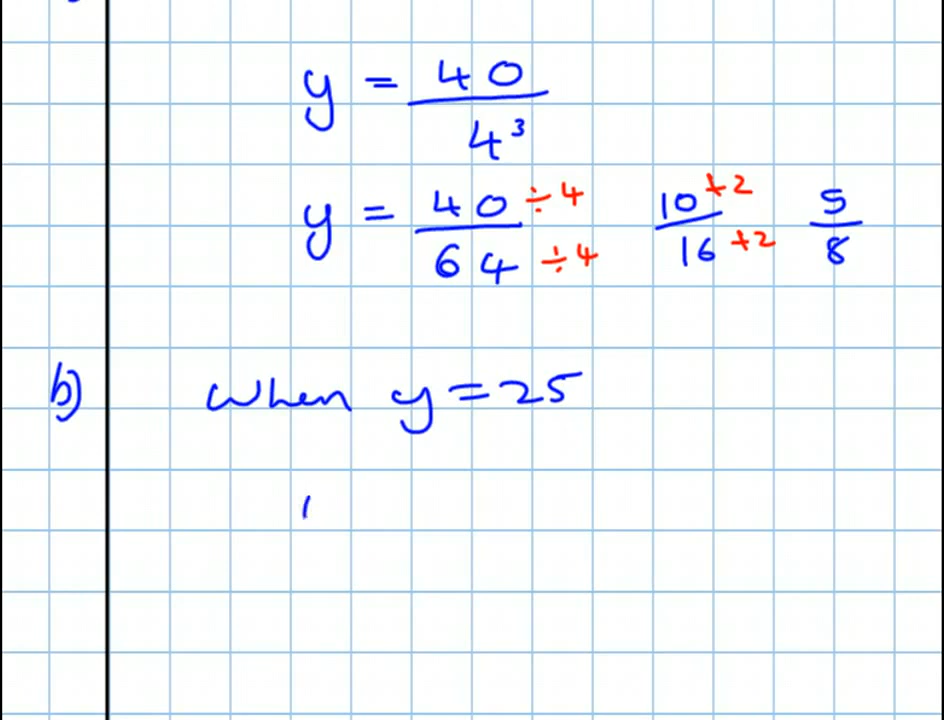 y = 40/4³
y = 40/64 ÷4 ÷4 10/16 +2 +2 5/8
b) when y = 25